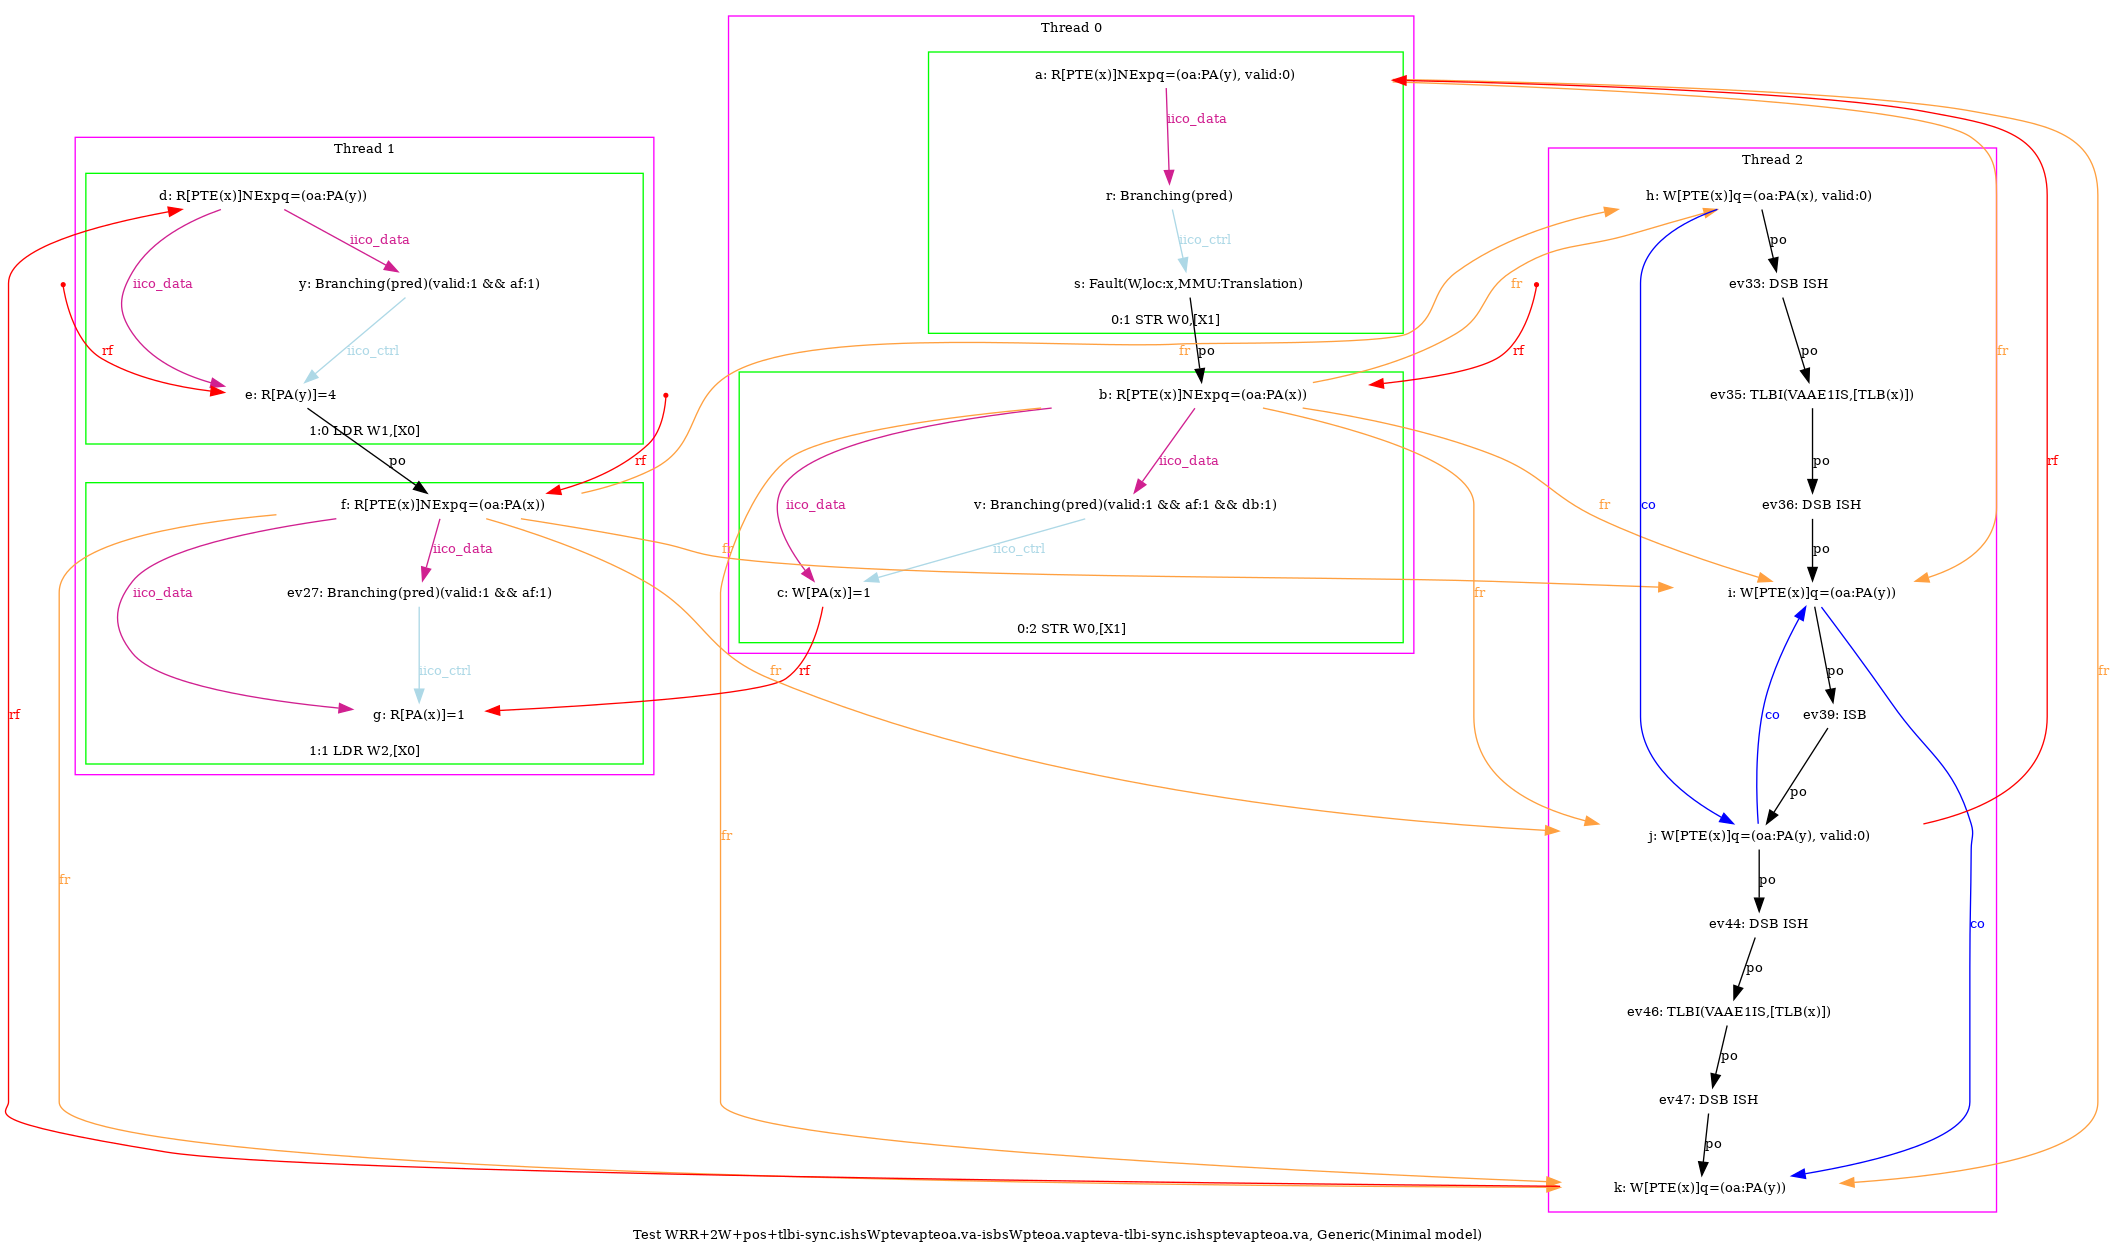 Thread 0
a: R[PTE(x)]NExpq=(oa:PA(y), valid:0)
iico_data
r: Branching(pred)
iico_ctrl
s: Fault(W,loc:x,MMU:Translation)
0:1 STR W0,[X1]
po
b: R[PTE(x)]NExpq=(oa:PA(x))
iico_data
iico_data
v: Branching(pred)(valid:1 && af:1 && db:1)
iico_ctrl
c: W[PA(x)]=1
0:2 STR W0,[X1]
Thread 1
d: R[PTE(x)]NExpq=(oa:PA(y))
iico_data
iico_data
y: Branching(pred)(valid:1 && af:1)
iico_ctrl
rf
e: R[PA(y)]=4
1:0 LDR W1,[X0]
po
rf
f: R[PTE(x)]NExpq=(oa:PA(x))
iico_data
iico_data
ev27: Branching(pred)(valid:1 && af:1)
iico_ctrl
g: R[PA(x)]=1
1:1 LDR W2,[X0]
Thread 2
h: W[PTE(x)]q=(oa:PA(x), valid:0)
po
ev33: DSB ISH
po
ev35: TLBI(VAAE1IS,[TLB(x)])
po
ev36: DSB ISH
po
i: W[PTE(x)]q=(oa:PA(y))
po
ev39: ISB
po
j: W[PTE(x)]q=(oa:PA(y), valid:0)
po
ev44: DSB ISH
po
ev46: TLBI(VAAE1IS,[TLB(x)])
po
ev47: DSB ISH
po
k: W[PTE(x)]q=(oa:PA(y))
co
co
co
fr
fr
rf
fr
fr
rf
fr
fr
fr
fr
rf
fr
fr
rf
fr
Test WRR+2W+pos+tlbi-sync.ishsWptevapteoa.va-isbsWpteoa.vapteva-tlbi-sync.ishsptevapteoa.va, Generic(Minimal model)